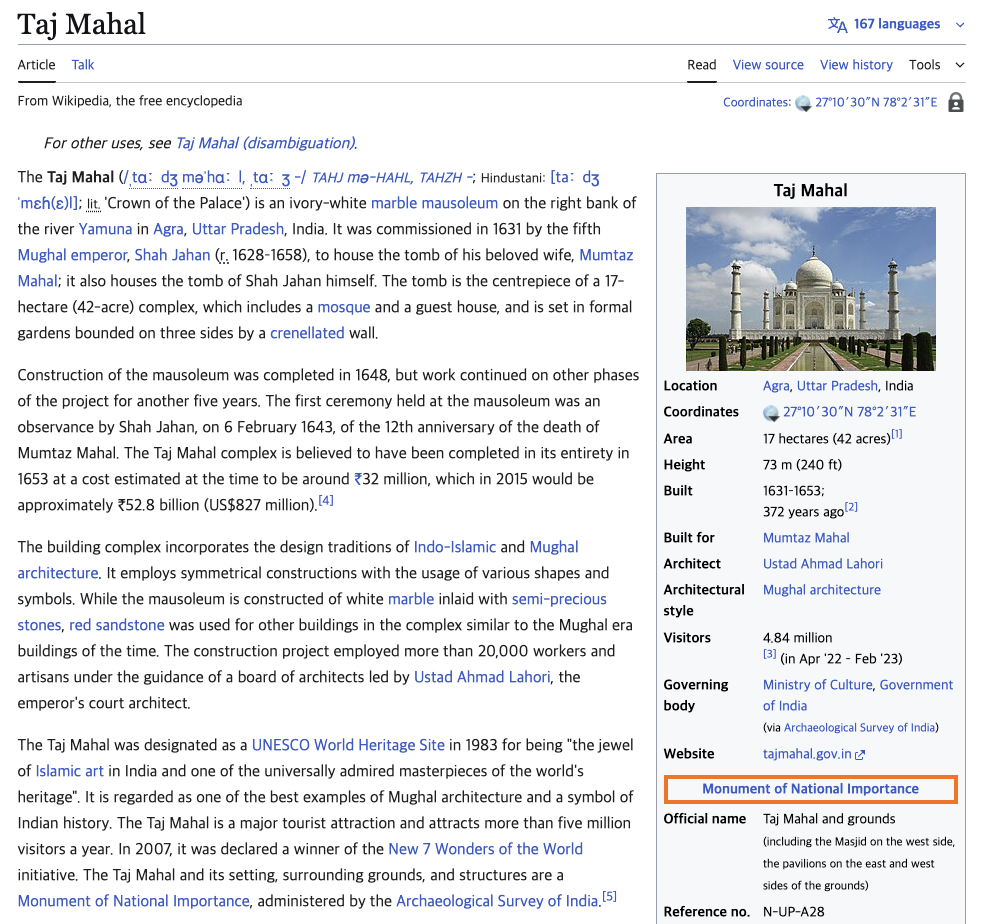 Taj Mahal
167 languages
Article Talk
Read View source View history Tools
From Wikipedia, the free encyclopedia
Coordinates: 27°10′30″N 78°2′31″E
For other uses, see Taj Mahal (disambiguation).
The Taj Mahal (/ˌtɑː dʒ məˈhɑː l, ˌtɑː ʒ -/ TAHJ mə-HAHL, TAHZH -; Hindustani: [taː dʒ
ˈmɛɦ(ɛ)l]; lit. 'Crown of the Palace') is an ivory-white marble mausoleum on the right bank of
the river Yamuna in Agra, Uttar Pradesh, India. It was commissioned in 1631 by the fifth
Mughal emperor, Shah Jahan (r. 1628-1658), to house the tomb of his beloved wife, Mumtaz
Mahal; it also houses the tomb of Shah Jahan himself. The tomb is the centrepiece of a 17-
hectare (42-acre) complex, which includes a mosque and a guest house, and is set in formal
gardens bounded on three sides by a crenellated wall.
Construction of the mausoleum was completed in 1648, but work continued on other phases
of the project for another five years. The first ceremony held at the mausoleum was an
observance by Shah Jahan, on 6 February 1643, of the 12th anniversary of the death of
Mumtaz Mahal. The Taj Mahal complex is believed to have been completed in its entirety in
1653 at a cost estimated at the time to be around ₹32 million, which in 2015 would be
approximately ₹52.8 billion (US$827 million).[4]
The building complex incorporates the design traditions of Indo-Islamic and Mughal
architecture. It employs symmetrical constructions with the usage of various shapes and
symbols. While the mausoleum is constructed of white marble inlaid with semi-precious
stones, red sandstone was used for other buildings in the complex similar to the Mughal era
buildings of the time. The construction project employed more than 20,000 workers and
artisans under the guidance of a board of architects led by Ustad Ahmad Lahori, the
emperor's court architect.
The Taj Mahal was designated as a UNESCO World Heritage Site in 1983 for being "the jewel
of Islamic art in India and one of the universally admired masterpieces of the world's
heritage". It is regarded as one of the best examples of Mughal architecture and a symbol of
Indian history. The Taj Mahal is a major tourist attraction and attracts more than five million
visitors a year. In 2007, it was declared a winner of the New 7 Wonders of the World
initiative. The Taj Mahal and its setting, surrounding grounds, and structures are a
Monument of National Importance, administered by the Archaeological Survey of India.[5]
Taj Mahal
Location Agra, Uttar Pradesh, India
Coordinates 27°10′30″N 78°2′31″E
Area 17 hectares (42 acres)[1]
Height 73 m (240 ft)
Built 1631-1653;
372 years ago[2]
Built for Mumtaz Mahal
Architect Ustad Ahmad Lahori
Architectural Mughal architecture
style
Visitors 4.84 million
[3] (in Apr '22 - Feb '23)
Governing Ministry of Culture, Government
body of India
(via Archaeological Survey of India)
Website tajmahal.gov.in
Monument of National Importance
Official name Taj Mahal and grounds
(including the Masjid on the west side,
the pavilions on the east and west
sides of the grounds)
Reference no. N-UP-A28